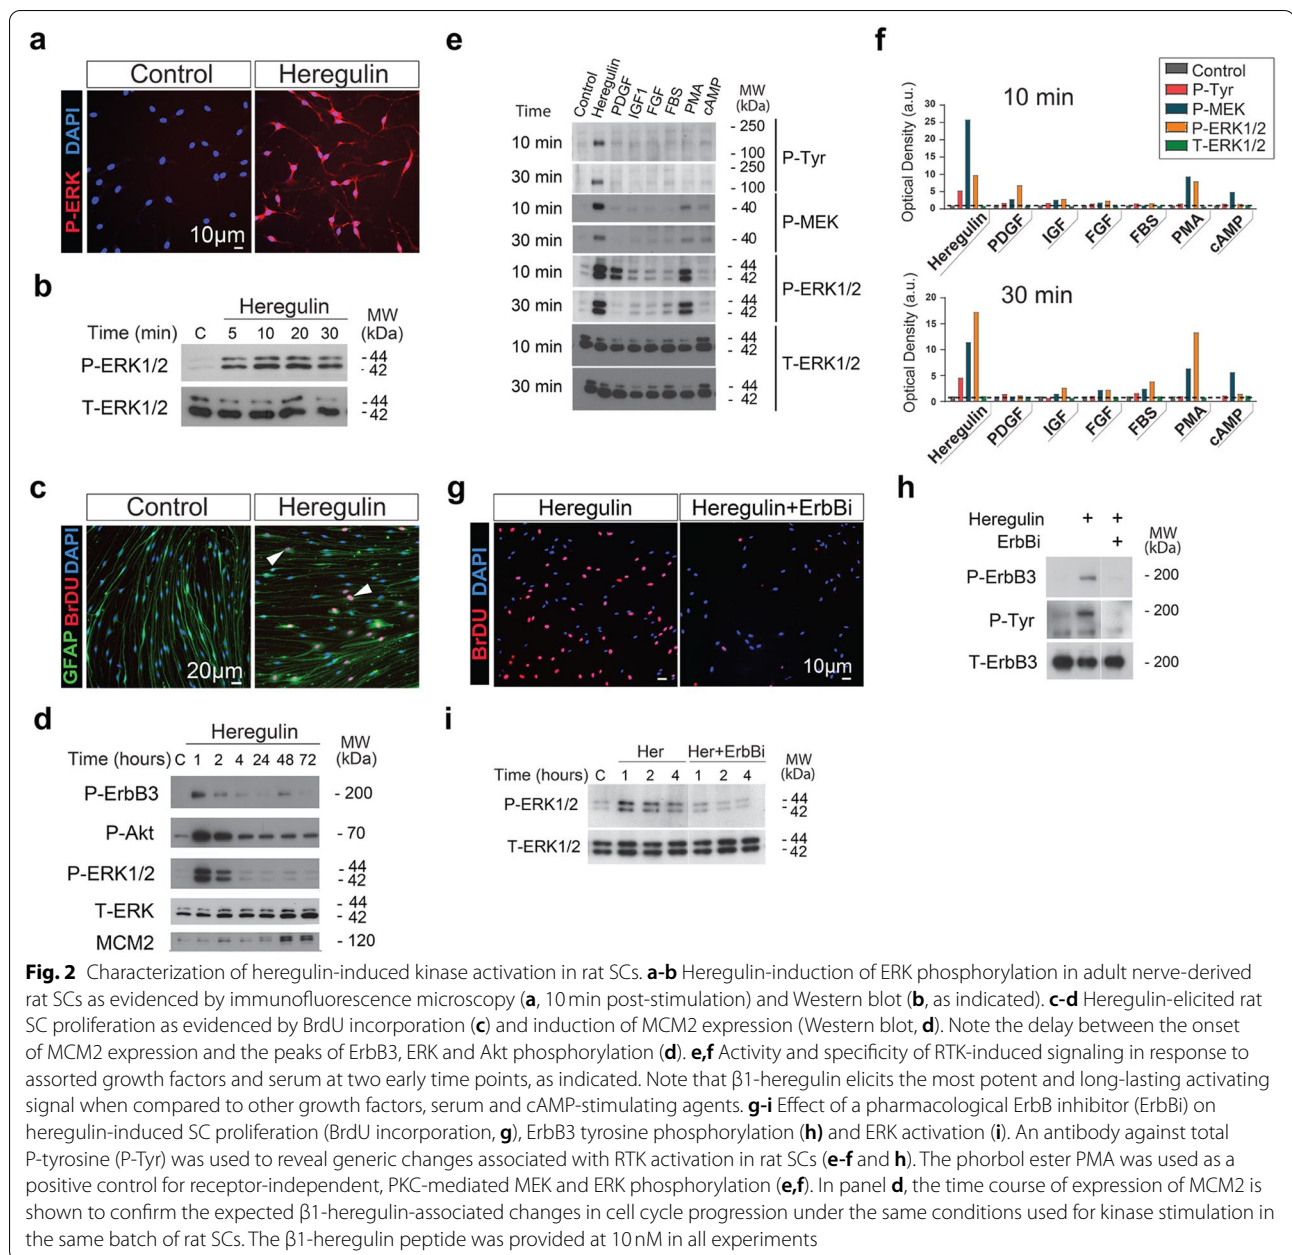 a
Control
Heregulin
P-ERK DAPI
10µm
b
Heregulin
Time (min) C 5 10 20 30
MW
(kDa)
P-ERK1/2
- 44
- 42
T-ERK1/2
- 44
- 42
c
Control
Heregulin
GFAP BrDU DAPI
20µm
d
Heregulin
Time (hours) C 1 2 4 24 48 72
MW
(kDa)
P-ErbB3
- 200
P-Akt
- 70
P-ERK1/2
- 44
- 42
T-ERK
- 44
- 42
MCM2
- 120
e
Time
Control
Heregulin
PDGF
IGF1
FGF
FBS
PMA
cAMP
MW
(kDa)
10 min
- 250
- 100
30 min
- 250
- 100
P-Tyr
10 min
- 40
30 min
- 40
P-MEK
10 min
- 44
- 42
30 min
- 44
- 42
P-ERK1/2
10 min
- 44
- 42
30 min
- 44
- 42
T-ERK1/2
f
Control
P-Tyr
P-MEK
P-ERK1/2
T-ERK1/2
10 min
Optical Density (a.u.)
30
25
20
15
10
5
0
Heregulin
PDGF
IGF
FGF
FBS
PMA
cAMP
30 min
Optical Density (a.u.)
20
15
10
5
0
Heregulin
PDGF
IGF
FGF
FBS
PMA
cAMP
g
Heregulin
Heregulin+ErbBi
BrDU DAPI
10µm
h
Heregulin + +
ErbBi +
MW
(kDa)
P-ErbB3
- 200
P-Tyr
- 200
T-ErbB3
- 200
i
Her Her+ErbBi
Time (hours) C 1 2 4 1 2 4
MW
(kDa)
P-ERK1/2
- 44
- 42
T-ERK1/2
- 44
- 42
Fig. 2 Characterization of heregulin-induced kinase activation in rat SCs. a-b Heregulin-induction of ERK phosphorylation in adult nerve-derived
rat SCs as evidenced by immunofluorescence microscopy (a, 10 min post-stimulation) and Western blot (b, as indicated). c-d Heregulin-elicited rat
SC proliferation as evidenced by BrdU incorporation (c) and induction of MCM2 expression (Western blot, d). Note the delay between the onset
of MCM2 expression and the peaks of ErbB3, ERK and Akt phosphorylation (d). e,f Activity and specificity of RTK-induced signaling in response to
assorted growth factors and serum at two early time points, as indicated. Note that β1-heregulin elicits the most potent and long-lasting activating
signal when compared to other growth factors, serum and cAMP-stimulating agents. g-i Effect of a pharmacological ErbB inhibitor (ErbBi) on
heregulin-induced SC proliferation (BrdU incorporation, g), ErbB3 tyrosine phosphorylation (h) and ERK activation (i). An antibody against total
P-tyrosine (P-Tyr) was used to reveal generic changes associated with RTK activation in rat SCs (e-f and h). The phorbol ester PMA was used as a
positive control for receptor-independent, PKC-mediated MEK and ERK phosphorylation (e,f). In panel d, the time course of expression of MCM2 is
shown to confirm the expected β1-heregulin-associated changes in cell cycle progression under the same conditions used for kinase stimulation in
the same batch of rat SCs. The β1-heregulin peptide was provided at 10 nM in all experiments